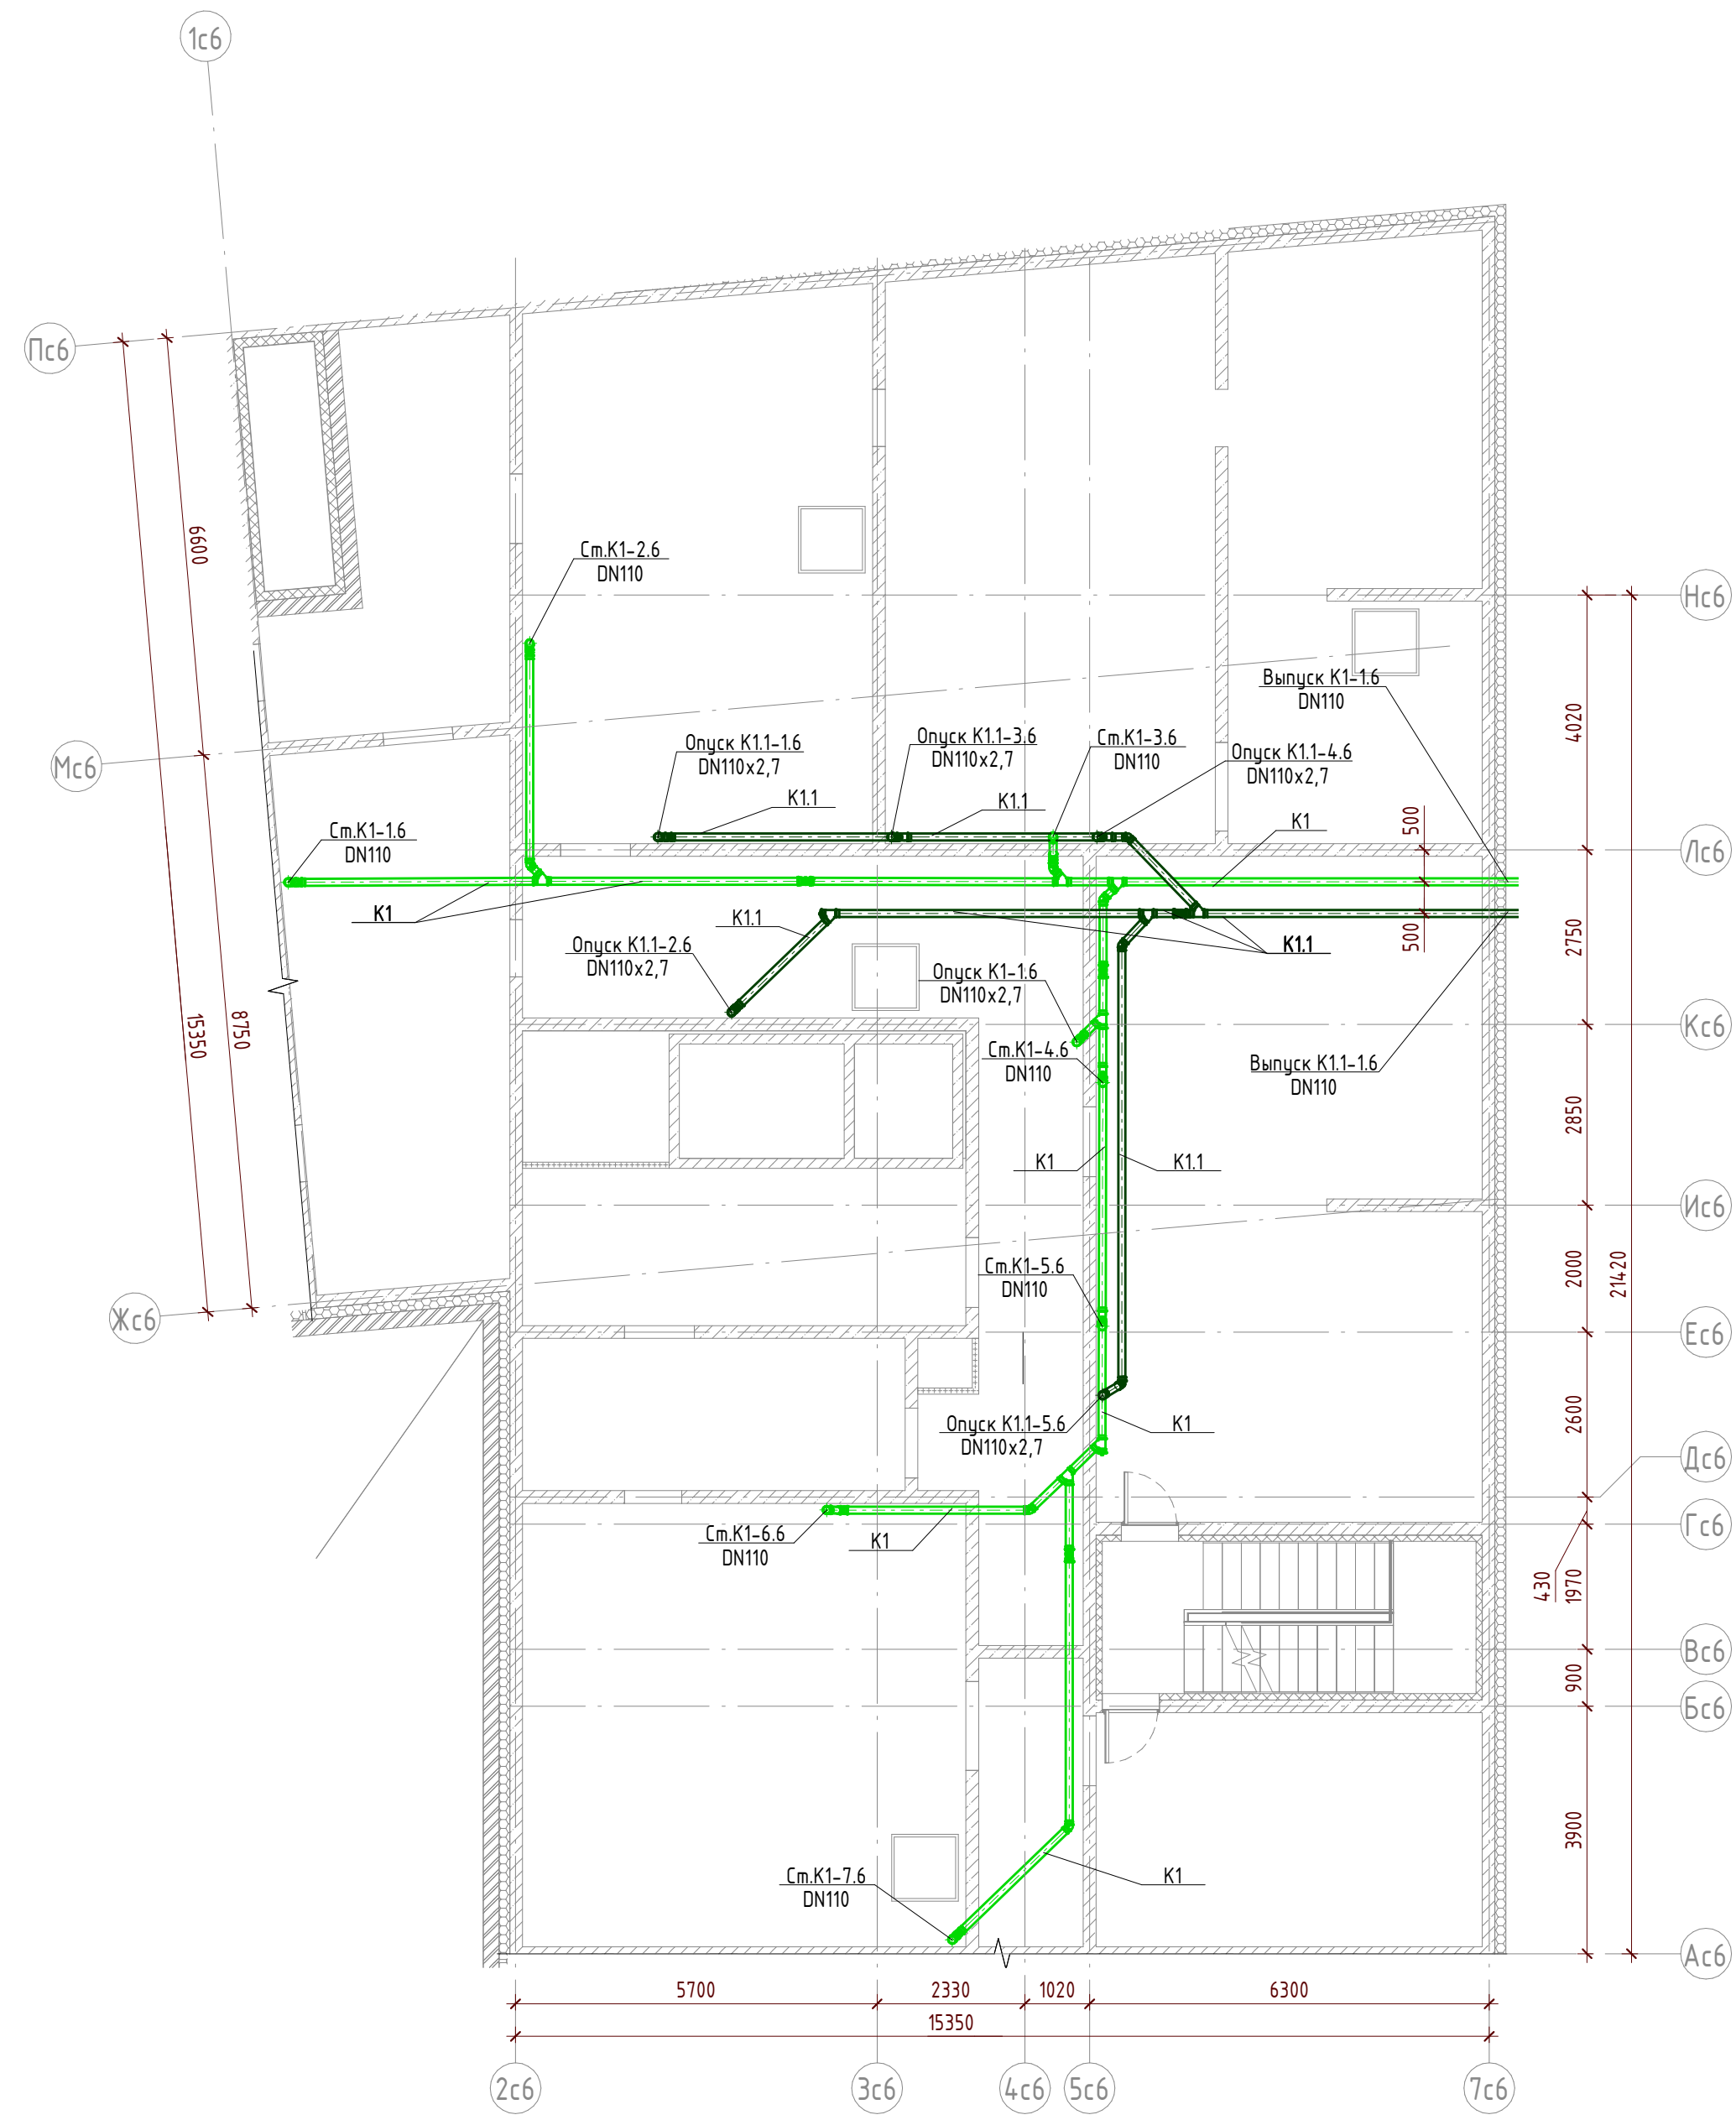 1с6
Пс6
6600
Ст.К1-2.6
DN110
Нс6
Выпуск К1-1.6
DN110
4020
Мс6
Опуск К1.1-1.6
DN110х2,7
Опуск К1.1-3.6
DN110х2,7
Ст.К1-3.6
DN110
Опуск К1.1-4.6
DN110х2,7
К1.1
К1.1
К1
500
Ст.К1-1.6
DN110
Лс6
К1
К1.1
К1.1
500
2750
Опуск К1.1-2.6
DN110х2,7
Опуск К1-1.6
DN110х2,7
15350
8750
Кс6
Ст.К1-4.6
DN110
Выпуск К1.1-1.6
DN110
2850
К1
К1.1
Ис6
Ст.К1-5.6
DN110
2000
21420
Жс6
Ес6
Опуск К1.1-5.6
DN110х2,7
К1
2600
Дс6
Ст.К1-6.6
DN110
К1
Гс6
430
1970
Вс6
900
Бс6
3900
Ст.К1-7.6
DN110
К1
Ас6
5700
2330
1020
6300
15350
2с6
3с6
4с6
5с6
7с6